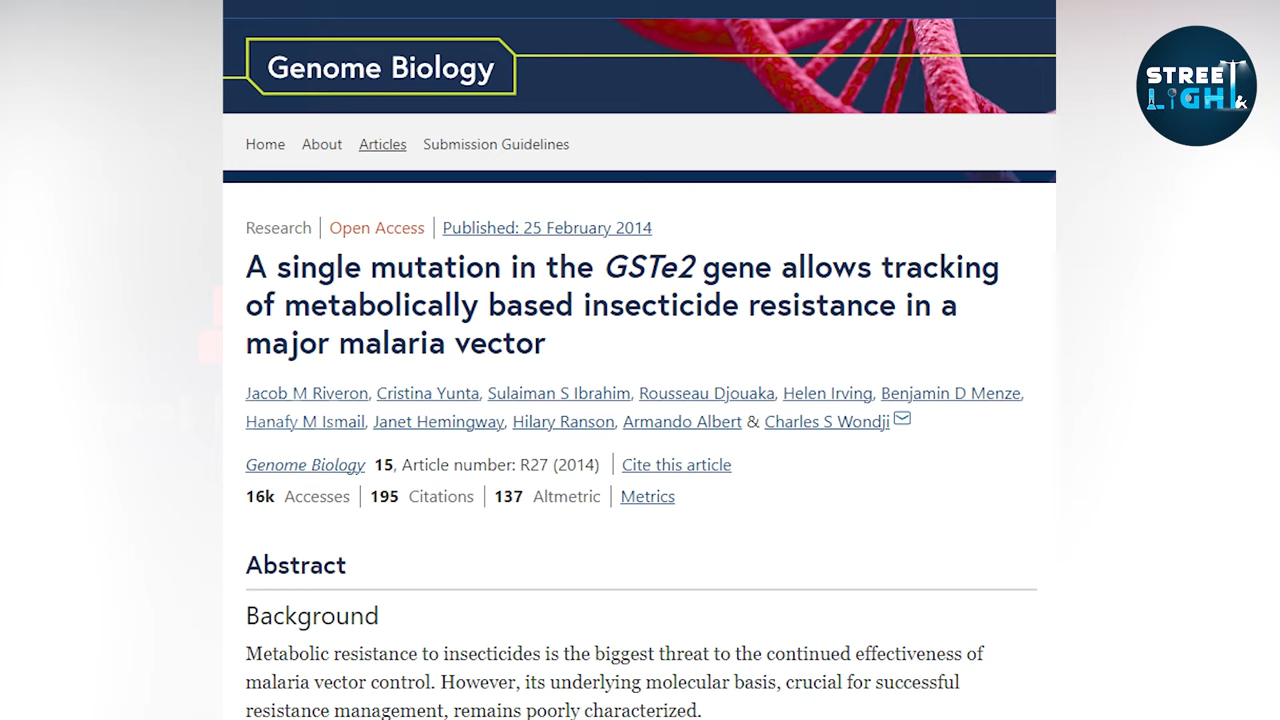 Genome Biology
STREET
LIGHT
Home About Articles Submission Guidelines
Research | Open Access | Published: 25 February 2014
A single mutation in the GSTe2 gene allows tracking
of metabolically based insecticide resistance in a
major malaria vector
Jacob M Riveron, Cristina Yunta, Sulaiman S Ibrahim, Rousseau Djouaka, Helen Irving, Benjamin D Menze,
Hanafy M Ismail, Janet Hemingway, Hilary Ranson, Armando Albert & Charles S Wondji
Genome Biology 15, Article number: R27 (2014) | Cite this article
16k Accesses | 195 Citations | 137 Altmetric | Metrics
Abstract
Background
Metabolic resistance to insecticides is the biggest threat to the continued effectiveness of
malaria vector control. However, its underlying molecular basis, crucial for successful
resistance management, remains poorly characterized.